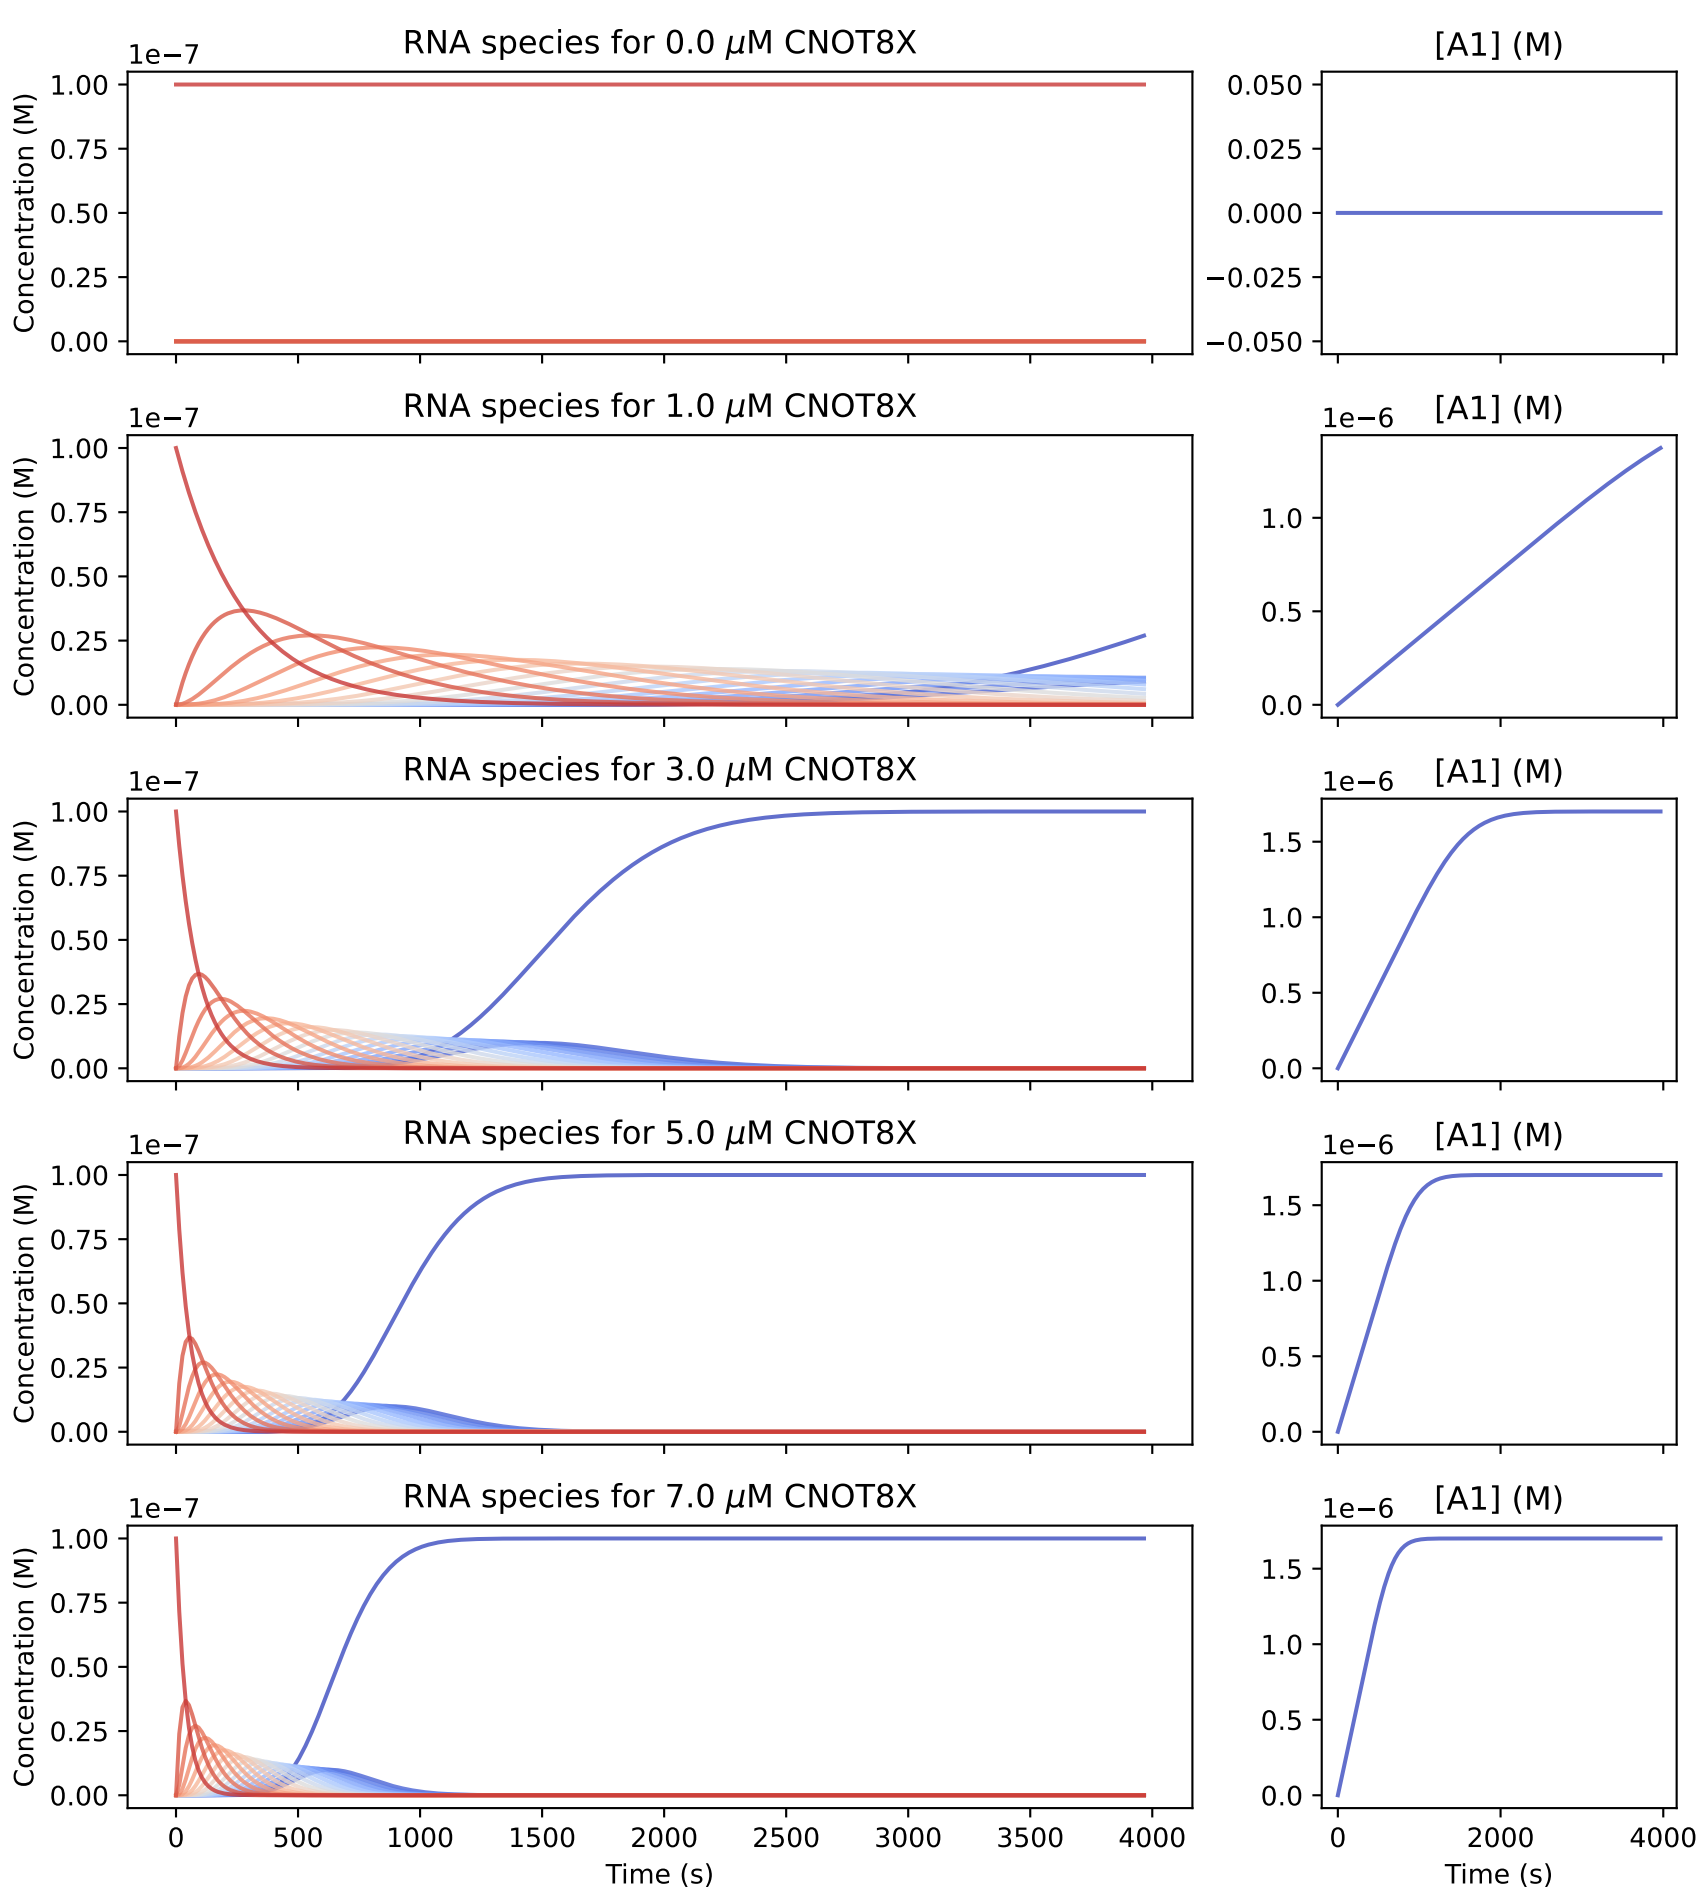 RNA species for 0.0 μM CNOT8X
[A1] (M)
1e−7
Concentration (M)
1.00
0.75
0.50
0.25
0.00
0.050
0.025
0.000
−0.025
−0.050
RNA species for 1.0 μM CNOT8X
[A1] (M)
1e−7
1e−6
Concentration (M)
1.00
0.75
0.50
0.25
0.00
1.0
0.5
0.0
RNA species for 3.0 μM CNOT8X
[A1] (M)
1e−7
1e−6
Concentration (M)
1.00
0.75
0.50
0.25
0.00
1.5
1.0
0.5
0.0
RNA species for 5.0 μM CNOT8X
[A1] (M)
1e−7
1e−6
Concentration (M)
1.00
0.75
0.50
0.25
0.00
1.5
1.0
0.5
0.0
RNA species for 7.0 μM CNOT8X
[A1] (M)
1e−7
1e−6
Concentration (M)
1.00
0.75
0.50
0.25
0.00
1.5
1.0
0.5
0.0
0 500 1000 1500 2000 2500 3000 3500 4000
0 2000 4000
Time (s)
Time (s)